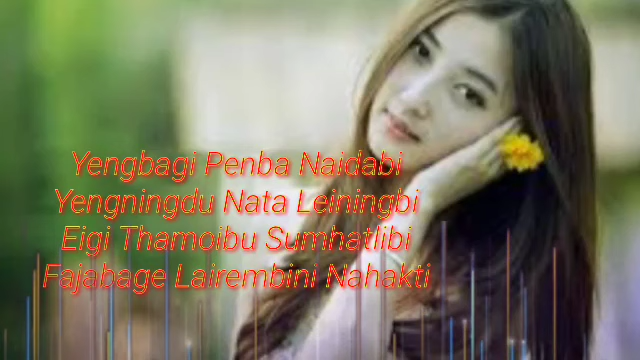 Yengbagi Penba Naidabi
Yengningdu Nata Leiningbi
Eigi Thamoibu Sumhatlibi
Fajabage Lairembini Nahakti